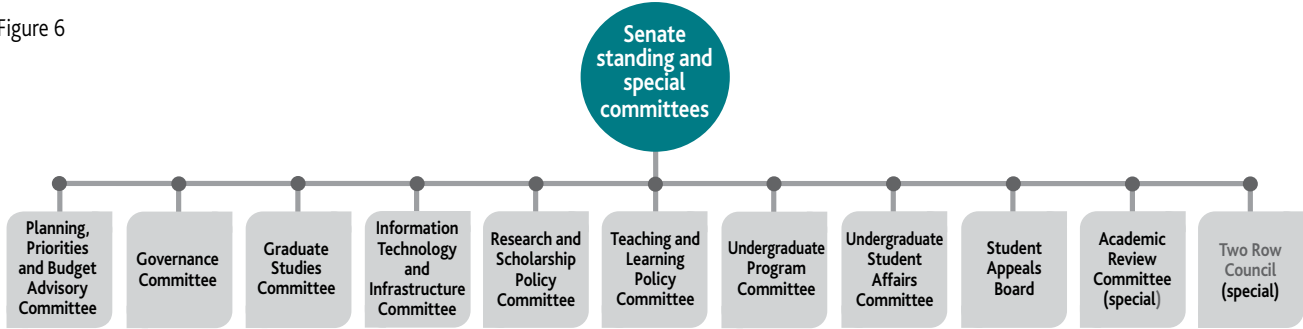 Figure 6
Senate
standing and
special
committees
Planning,
Priorities
and Budget
Advisory
Committee
Governance
Committee
Graduate
Studies
Committee
Information
Technology
and
Infrastructure
Committee
Research and
Scholarship
Policy
Committee
Teaching and
Learning
Policy
Committee
Undergraduate
Program
Committee
Undergraduate
Student
Affairs
Committee
Student
Appeals
Board
Academic
Review
Committee
(special)
Two Row
Council
(special)